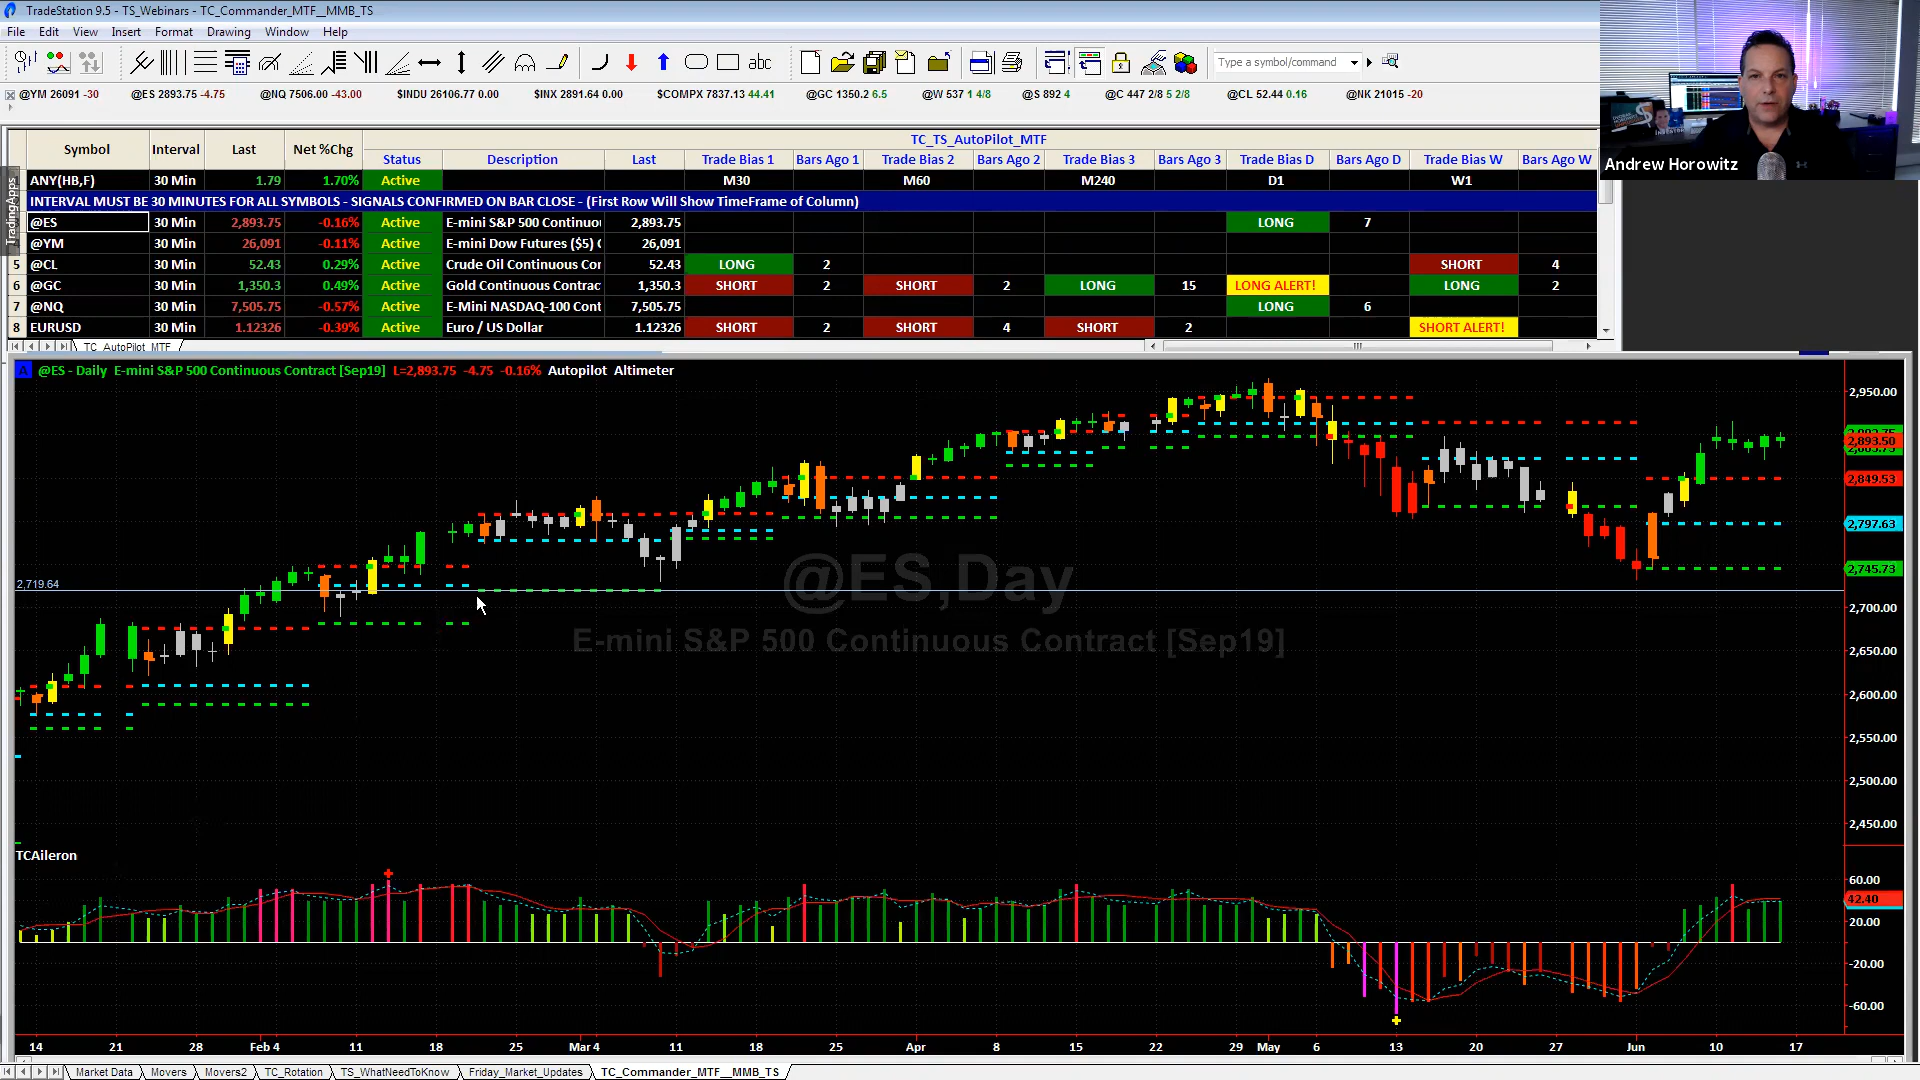 TradeStation 9.5 - TS_Webinars - TC_Commander_MTF__MMB_TS
File Edit View Insert Format Drawing Window Help
abc
Type a symbol/command
@YM 26091 -30 @ES 2893.75 -4.75 @NQ 7506.00 -43.00 $INDU 26106.77 0.00 $INX 2891.64 0.00 $COMPX 7837.13 44.41 @GC 1350.2 6.5 @W 537 1 4/8 @S 892 4 @C 447 2/8 5 2/8 @CL 52.44 0.16 @NK 21015 -20
Andrew Horowitz
TradingApps
TC_TS_AutoPilot_MTF
Symbol Interval Last Net %Chg Status Description Last Trade Bias 1 Bars Ago 1 Trade Bias 2 Bars Ago 2 Trade Bias 3 Bars Ago 3 Trade Bias D Bars Ago D Trade Bias W Bars Ago W
ANY(HB,F) 30 Min 1.79 1.70% Active M30 M60 M240 D1 W1
INTERVAL MUST BE 30 MINUTES FOR ALL SYMBOLS - SIGNALS CONFIRMED ON BAR CLOSE - (First Row Will Show TimeFrame of Column)
@ES 30 Min 2,893.75 -0.16% Active E-mini S&P 500 Continuou 2,893.75 LONG 7
@YM 30 Min 26,091 -0.11% Active E-mini Dow Futures ($5) C 26,091
5 @CL 30 Min 52.43 0.29% Active Crude Oil Continuous Cor 52.43 LONG 2 SHORT 4
6 @GC 30 Min 1,350.3 0.49% Active Gold Continuous Contrac 1,350.3 SHORT 2 SHORT 2 LONG 15 LONG ALERT! LONG 2
7 @NQ 30 Min 7,505.75 -0.57% Active E-Mini NASDAQ-100 Cont 7,505.75 LONG 6
8 EURUSD 30 Min 1.12326 -0.39% Active Euro / US Dollar 1.12326 SHORT 2 SHORT 4 SHORT 2 SHORT ALERT!
TC_AutoPilot_MTF
A @ES - Daily E-mini S&P 500 Continuous Contract [Sep19] L=2,893.75 -4.75 -0.16% Autopilot Altimeter
2,950.00
2,893.50
2,849.53
2,797.63
2,745.73
2,719.64
@ES,Day
2,700.00
E-mini S&P 500 Continuous Contract [Sep19]
2,650.00
2,600.00
2,550.00
2,500.00
2,450.00
TCAileron
60.00
42.40
20.00
-20.00
-60.00
14 21 28 Feb 4 11 18 25 Mar 4 11 18 25 Apr 8 15 22 29 May 6 13 20 27 Jun 10 17
Market Data Movers Movers2 TC_Rotation TS_WhatNeedToKnow Friday_Market_Updates TC_Commander_MTF__MMB_TS